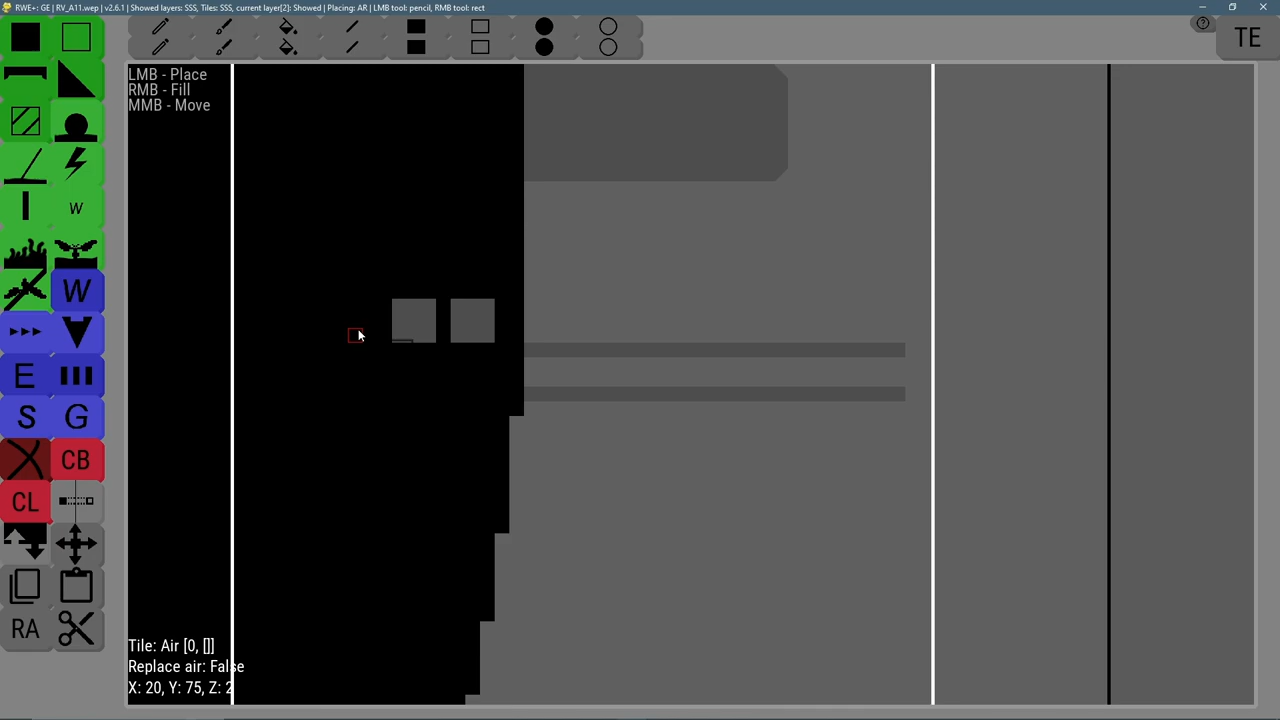 RWE+: GE | RV_A11.wep | v2.6.1 | Showed layers: SSS, Tiles: SSS, current layer[2]: Showed | Placing: AR | LMB tool: pencil, RMB tool: rect
?
TE
LMB - Place
RMB - Fill
MMB - Move
W
W
E
S
G
CB
CL
RA
Tile: Air [0, []]
Replace air: False
X: 20, Y: 75, Z: 2